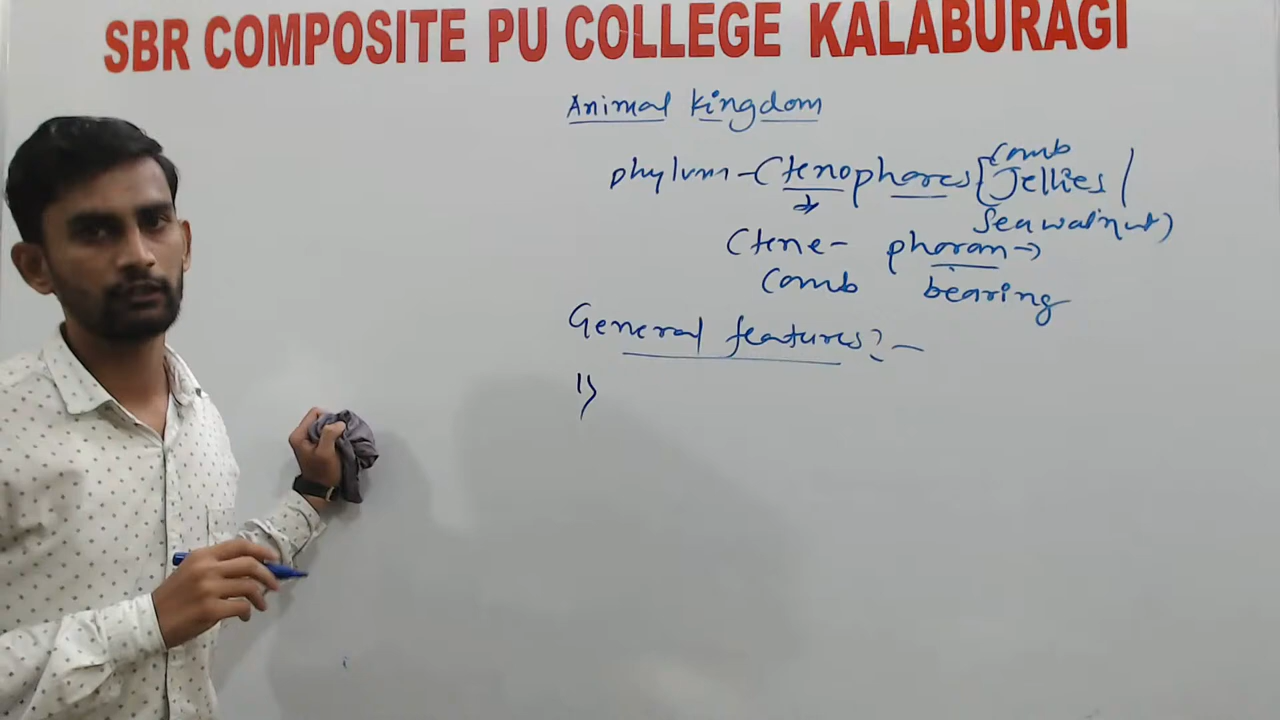 SBR COMPOSITE PU COLLEGE KALABURAGI
Animal kingdom
phylum - Ctenophores (Comb Jellies /
Sea walnut)
Ctene - phoran →
Comb bearing
General features: -
1)